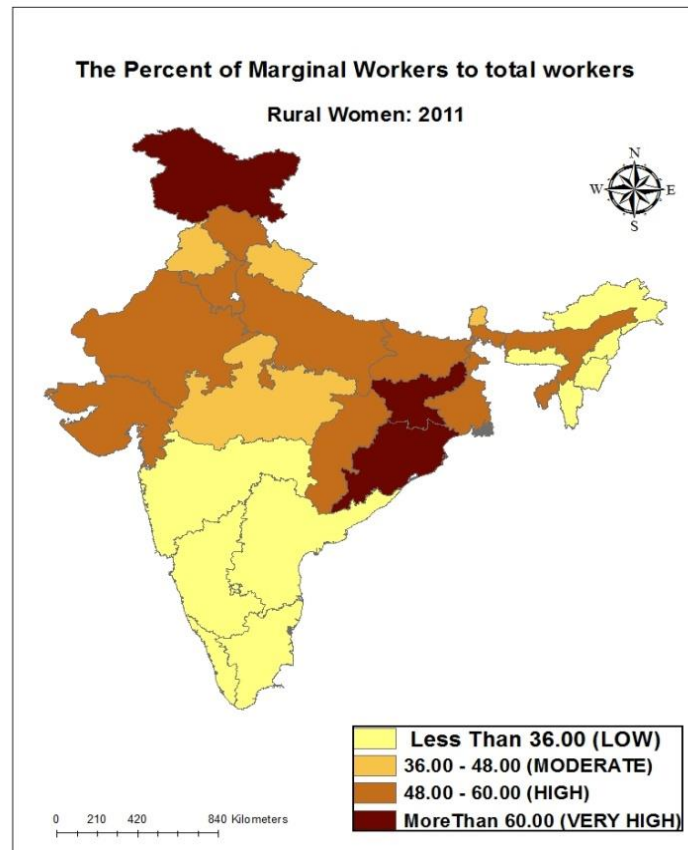 The Percent of Marginal Workers to total workers
Rural Women: 2011
N
W E
S
Less Than 36.00 (LOW)
36.00 - 48.00 (MODERATE)
48.00 - 60.00 (HIGH)
MoreThan 60.00 (VERY HIGH)
0 210 420 840 Kilometers